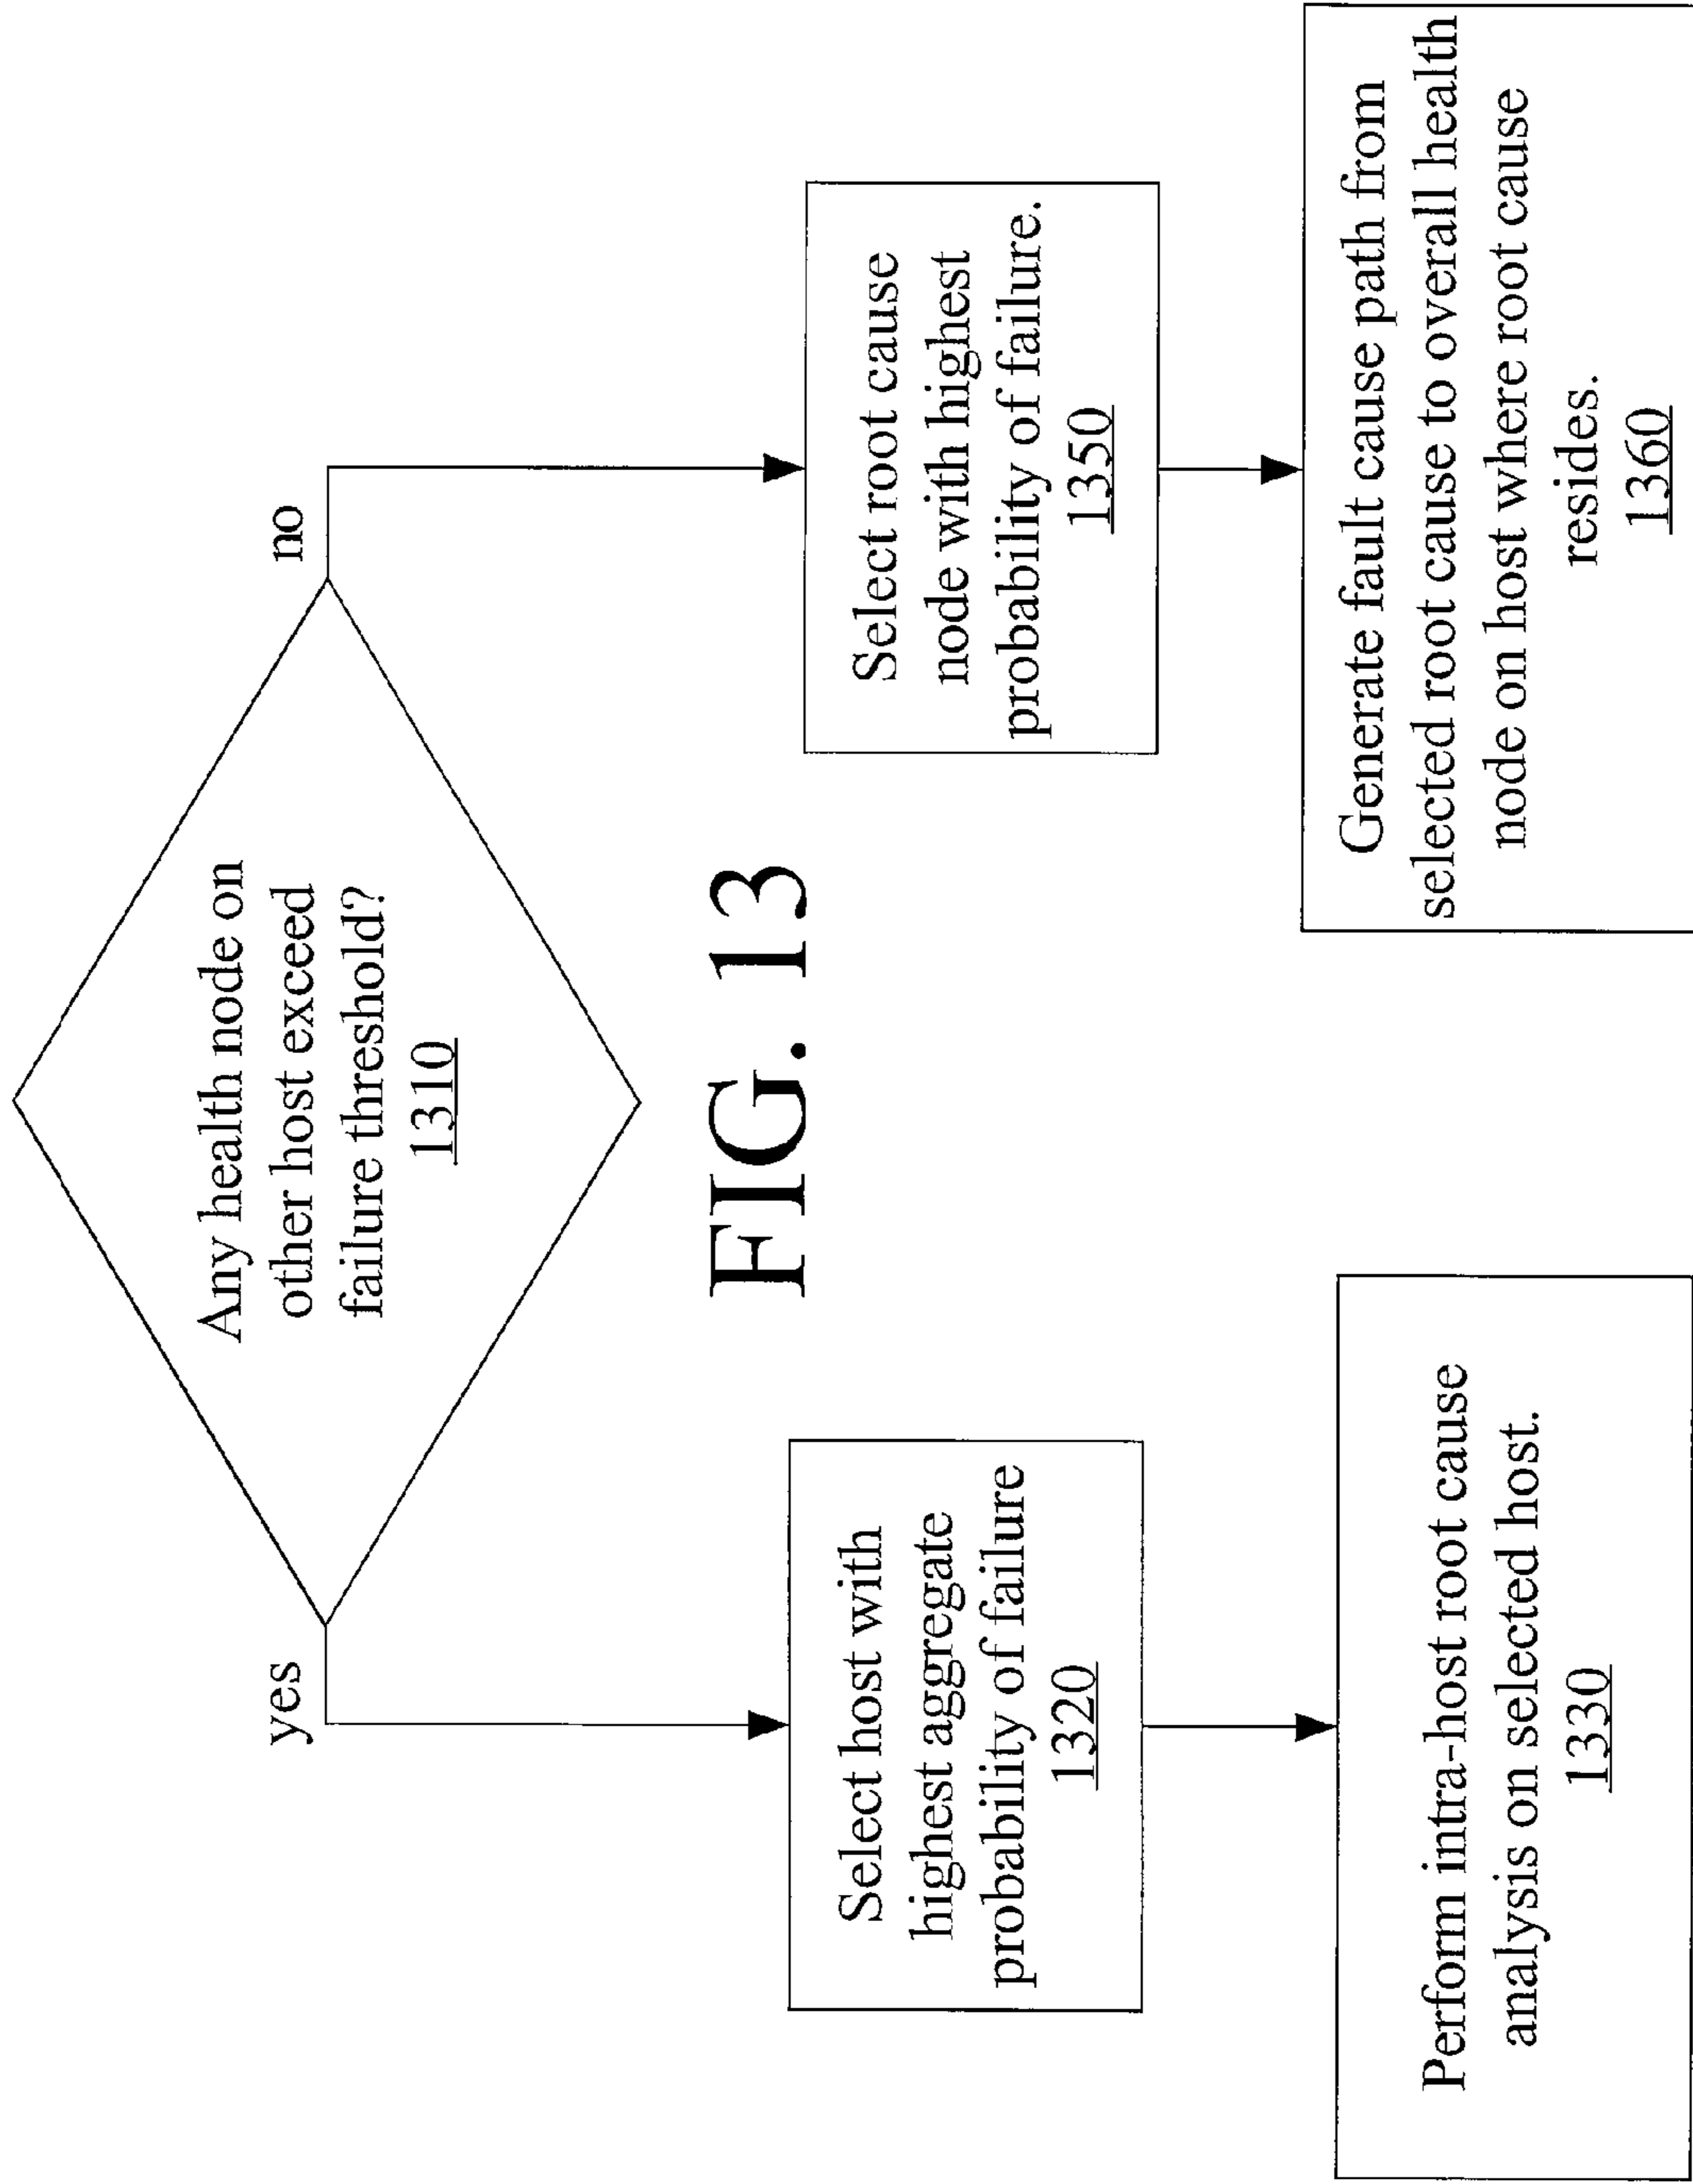 Any health node on
other host exceed
failure threshold?
1310
yes
no
Select host with
highest aggregate
probability of failure
1320
Perform intra-host root cause
analysis on selected host.
1330
Select root cause
node with highest
probability of failure.
1350
Generate fault cause path from
selected root cause to overall health
node on host where root cause
resides.
1360
FIG. 13